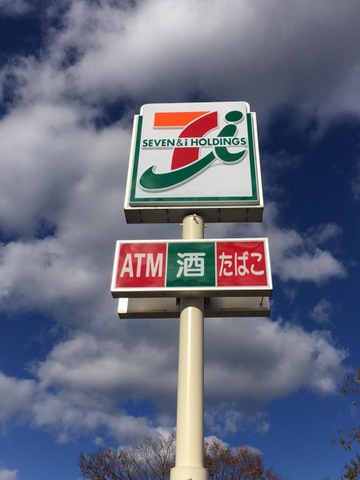 7i
SEVEN & i HOLDINGS
ATM 酒 たばこ